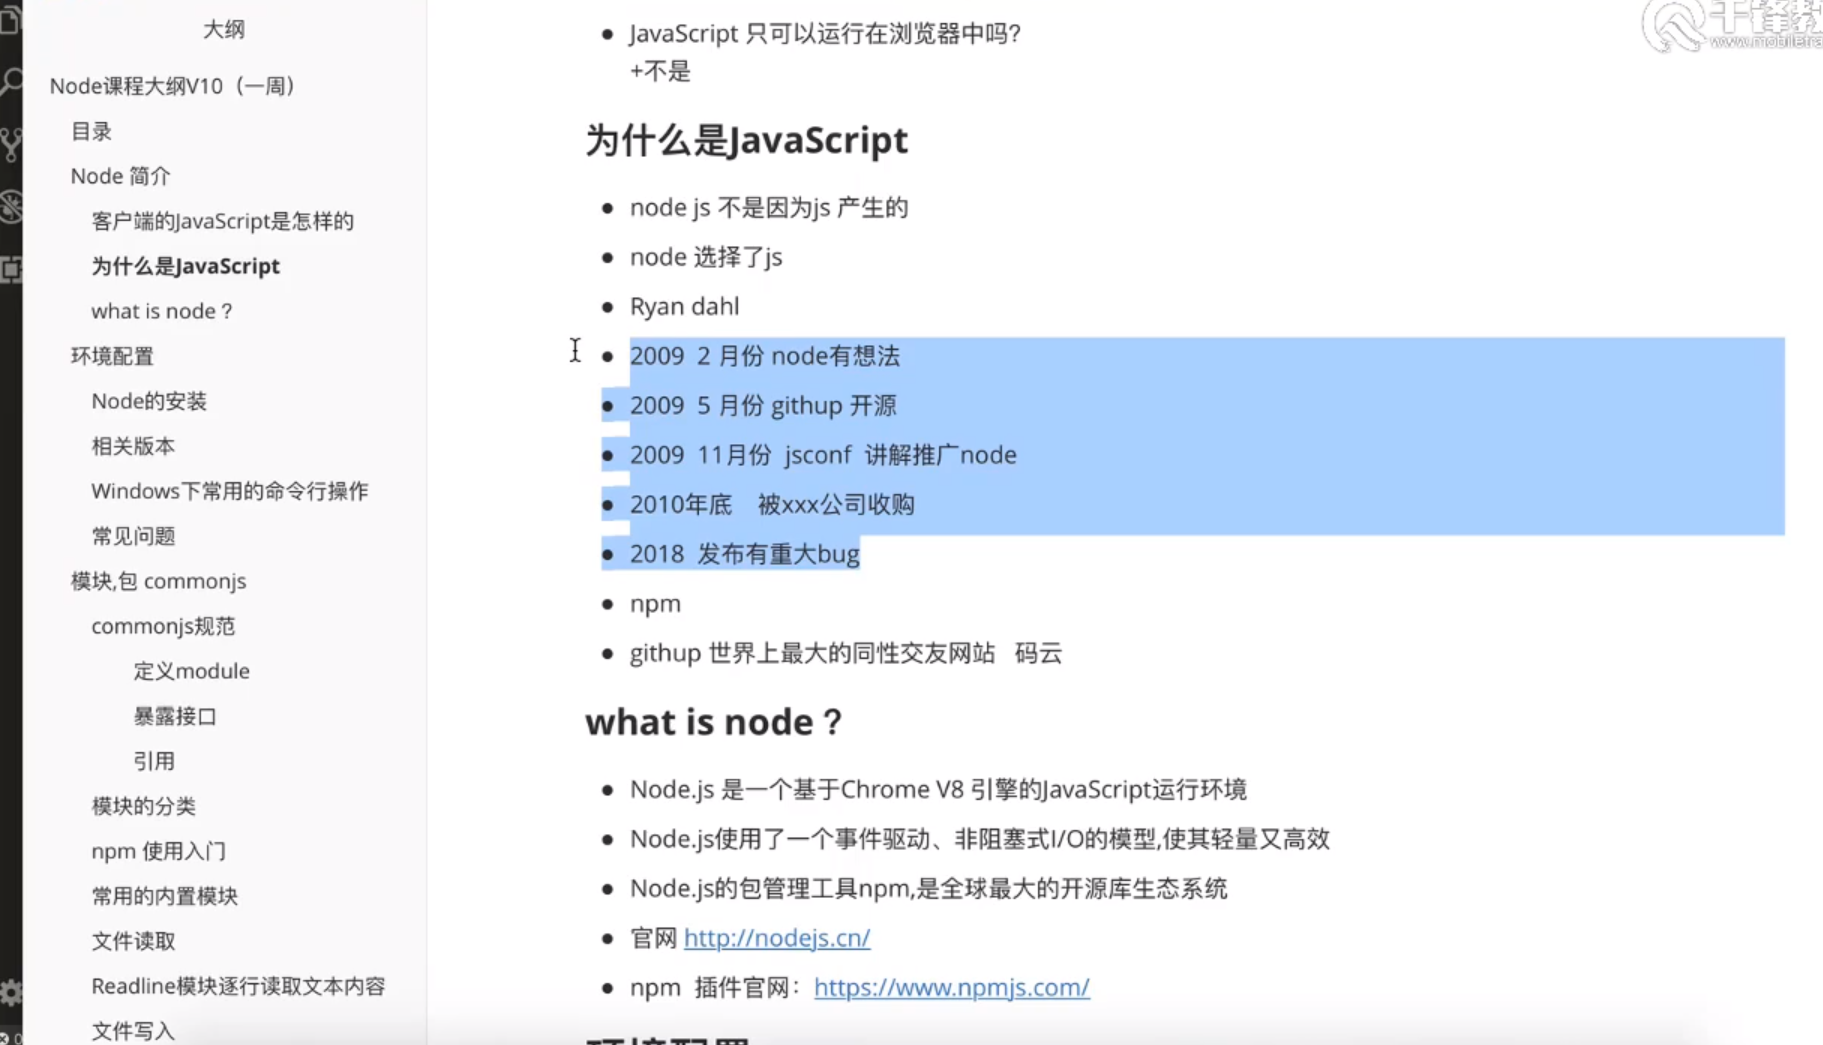 大纲
Node课程大纲V10（一周）
目录
Node 简介
客户端的JavaScript是怎样的
为什么是JavaScript
what is node ?
环境配置
Node的安装
相关版本
Windows下常用的命令行操作
常见问题
模块,包 commonjs
commonjs规范
定义module
暴露接口
引用
模块的分类
npm 使用入门
常用的内置模块
文件读取
Readline模块逐行读取文本内容
文件写入
JavaScript 只可以运行在浏览器中吗?
+不是
为什么是JavaScript
node js 不是因为js 产生的
node 选择了js
Ryan dahl
2009 2 月份 node有想法
2009 5 月份 githup 开源
2009 11月份 jsconf 讲解推广node
2010年底 被xxx公司收购
2018 发布有重大bug
npm
githup 世界上最大的同性交友网站 码云
what is node ?
Node.js 是一个基于Chrome V8 引擎的JavaScript运行环境
Node.js使用了一个事件驱动、非阻塞式I/O的模型,使其轻量又高效
Node.js的包管理工具npm,是全球最大的开源库生态系统
官网 http://nodejs.cn/
npm 插件官网：https://www.npmjs.com/